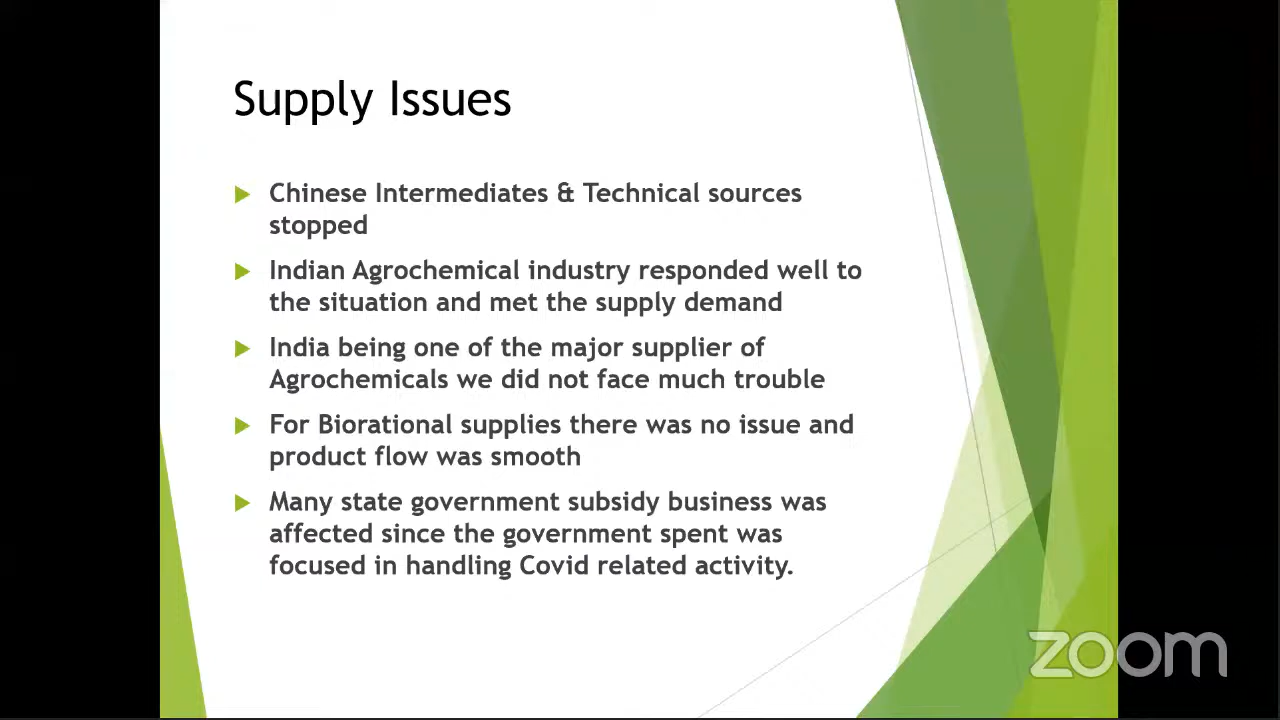 Supply Issues
Chinese Intermediates & Technical sources
stopped
Indian Agrochemical industry responded well to
the situation and met the supply demand
India being one of the major supplier of
Agrochemicals we did not face much trouble
For Biorational supplies there was no issue and
product flow was smooth
Many state government subsidy business was
affected since the government spent was
focused in handling Covid related activity.
zoom